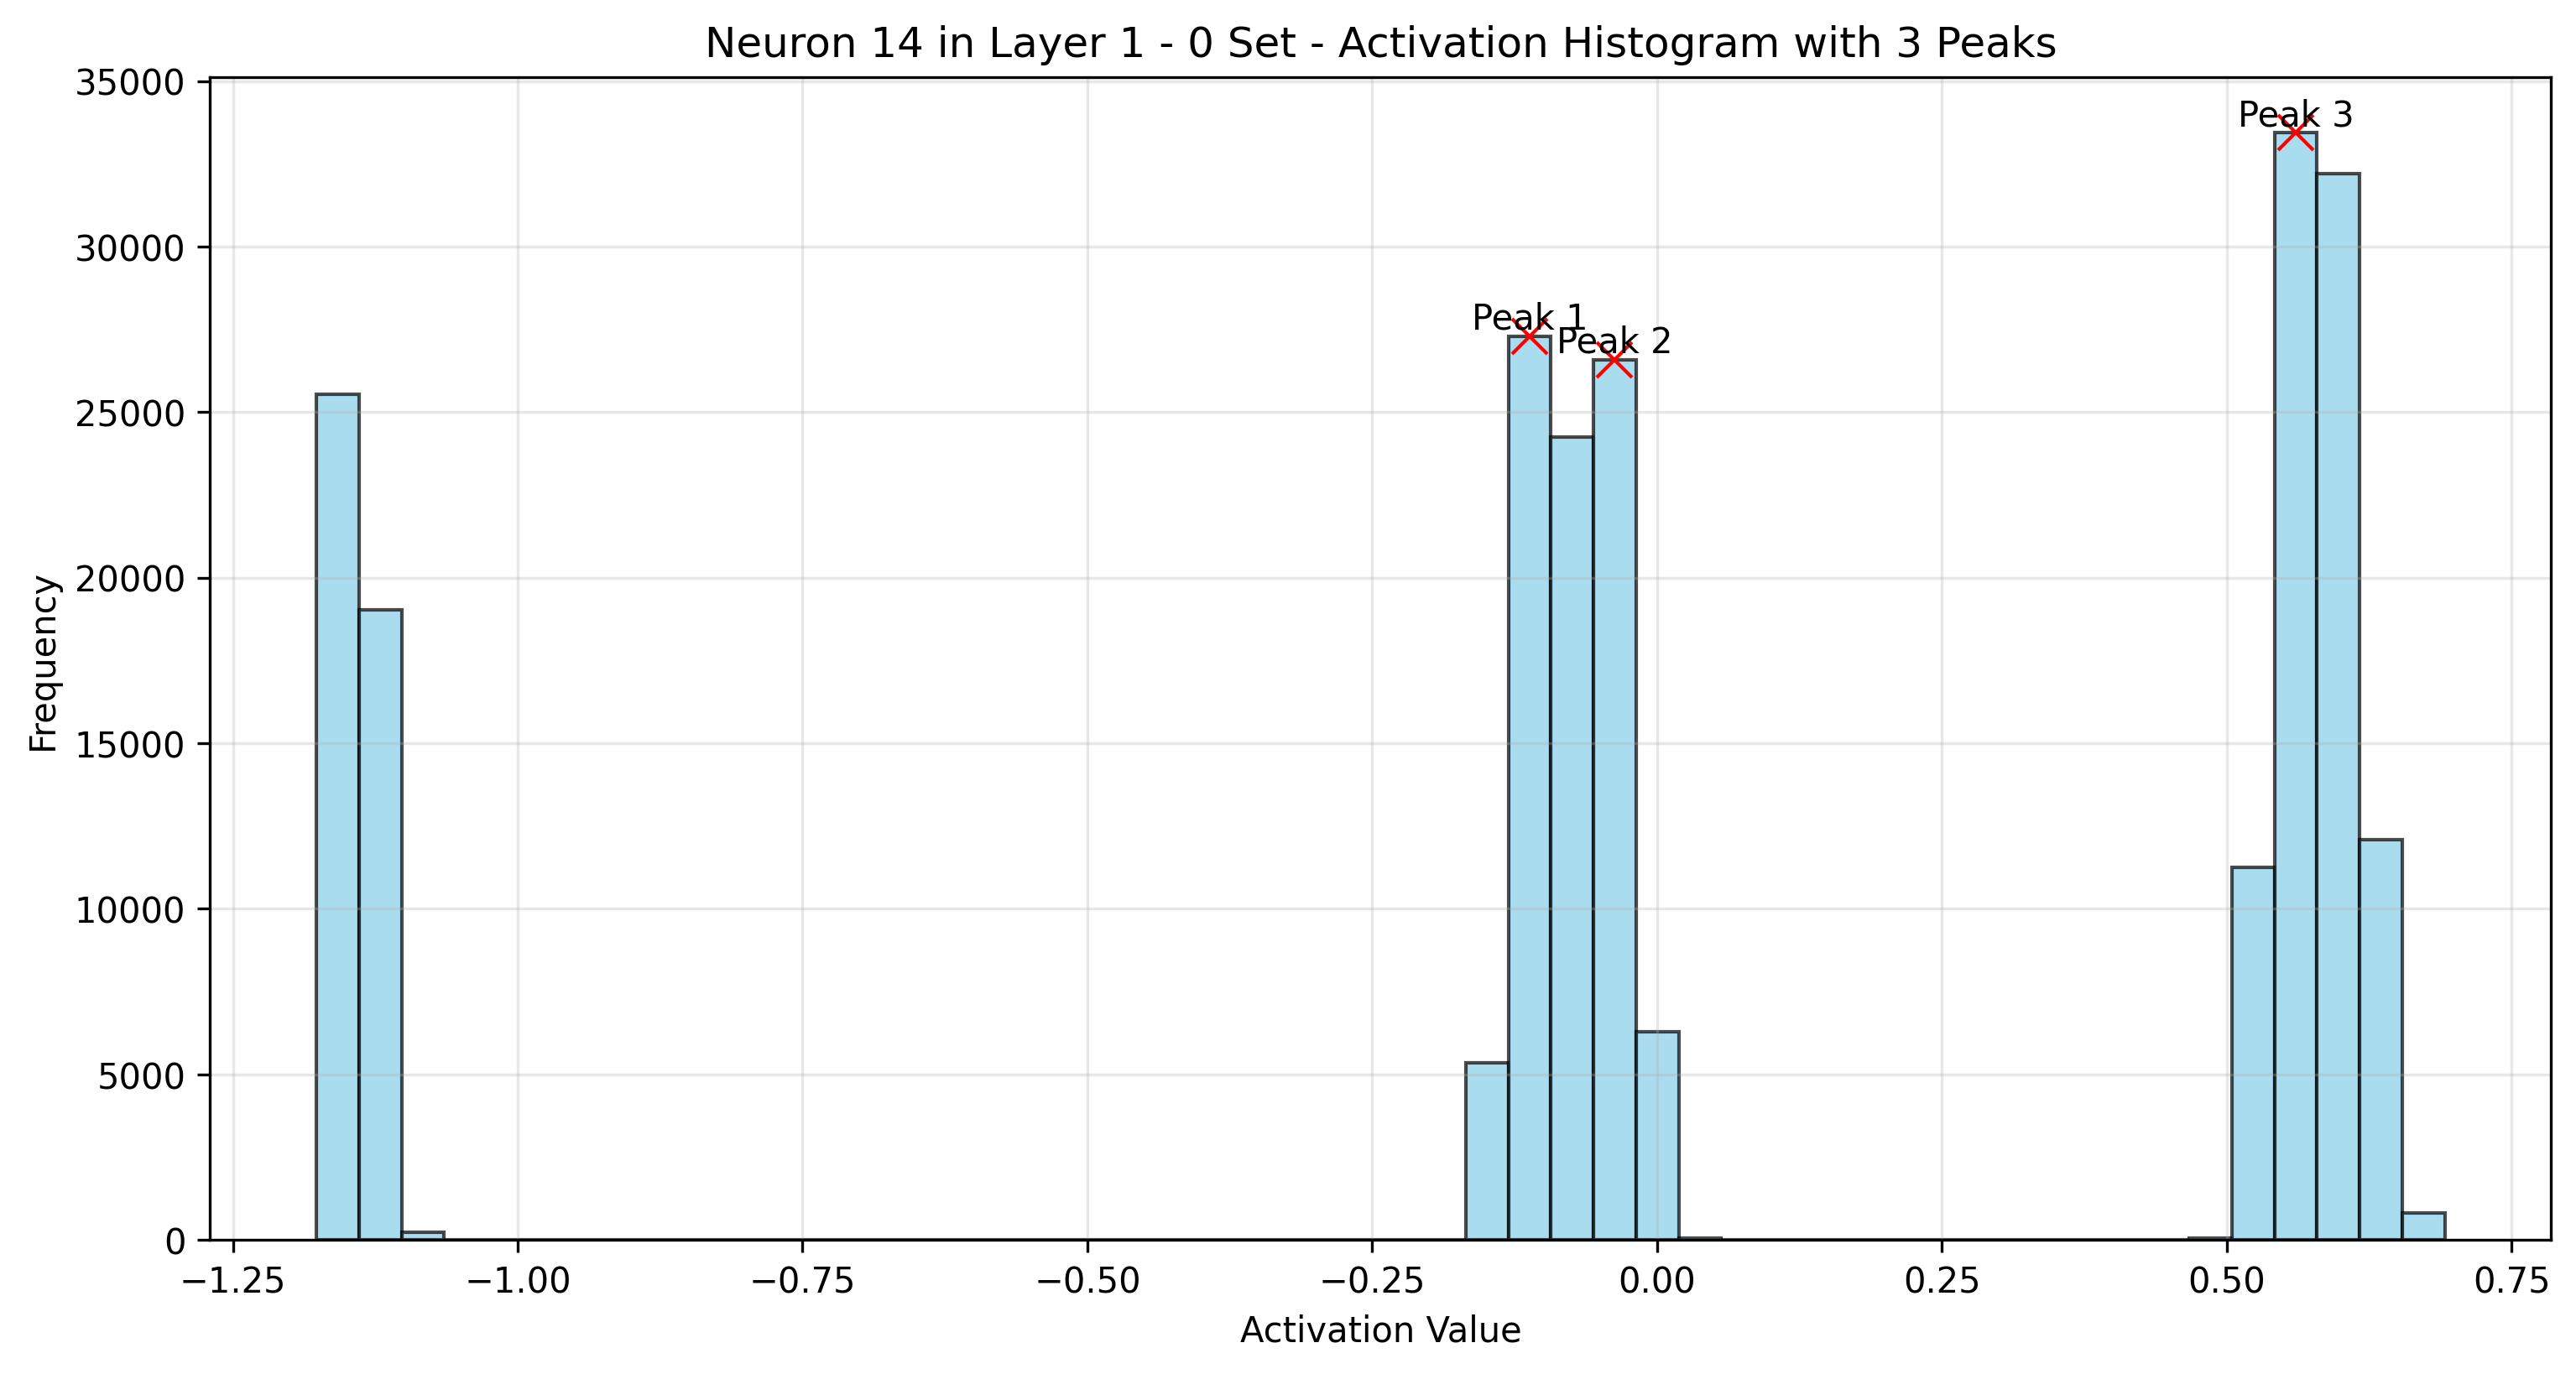 Neuron 14 in Layer 1 - 0 Set - Activation Histogram with 3 Peaks
35000
30000
25000
20000
15000
10000
5000
0
Frequency
Peak 3
Peak 1
Peak 2
−1.25 −1.00 −0.75 −0.50 −0.25 0.00 0.25 0.50 0.75
Activation Value